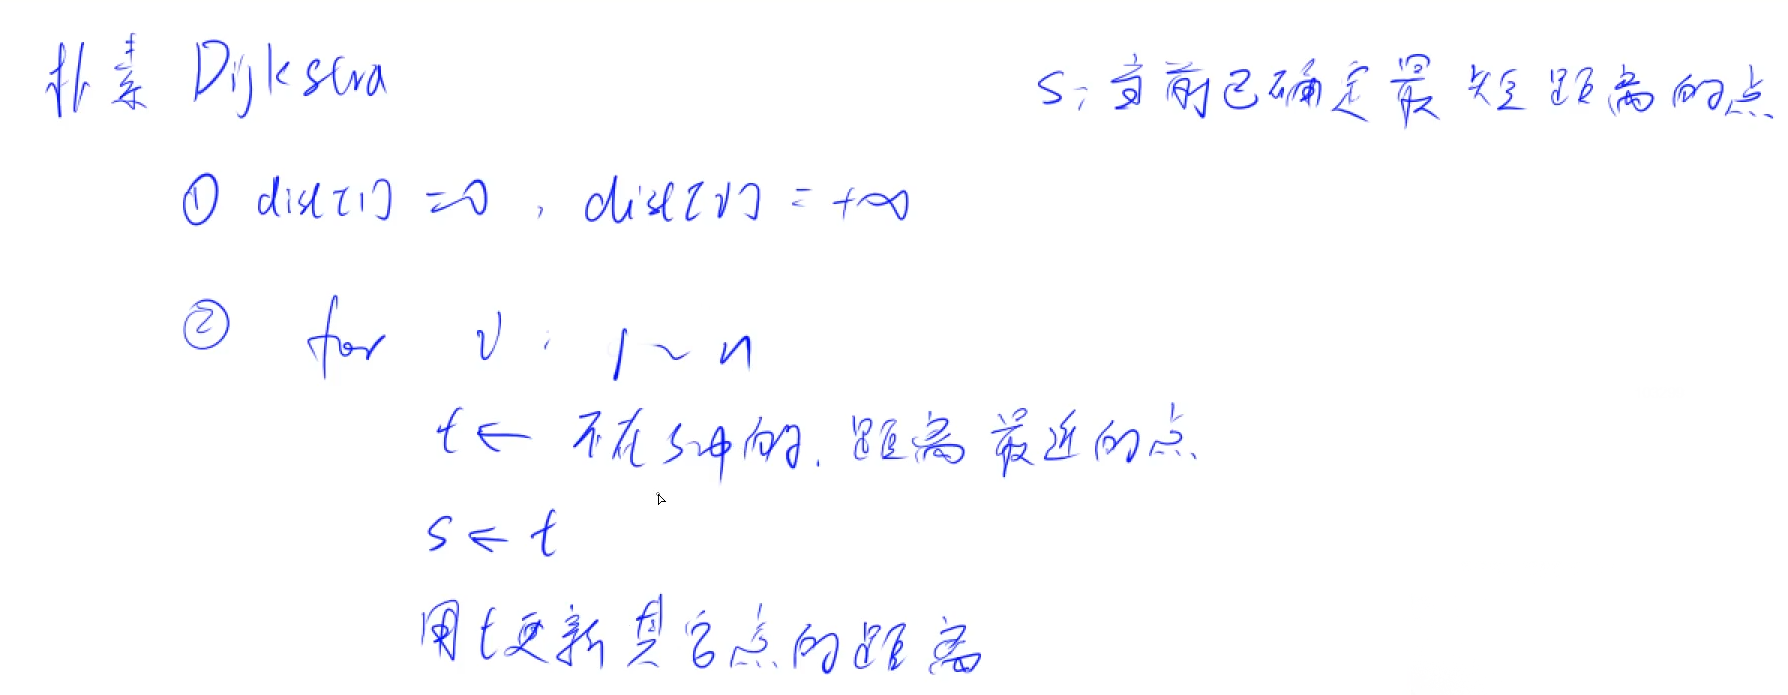 朴素 Dijkstra
s: 当前已确定最短距离的点
① dist[1] = 0, dist[i] = +∞
② for i: 1 ~ n
t ← 不在s中的, 距离最近的点
s ← t
用t更新其它点的距离